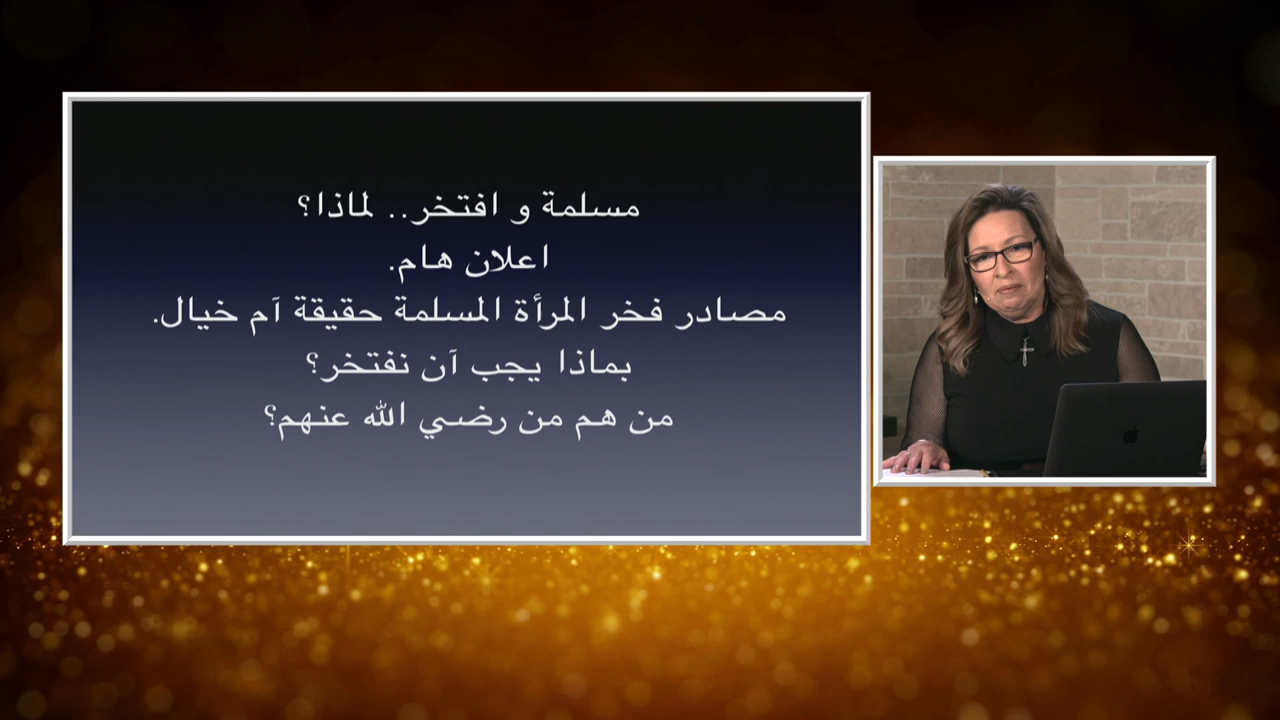 مسلمة و افتخر.. لماذا؟
اعلان هام.
مصادر فخر المرأة المسلمة حقيقة آم خيال.
بماذا يجب آن نفتخر؟
من هم من رضي الله عنهم؟